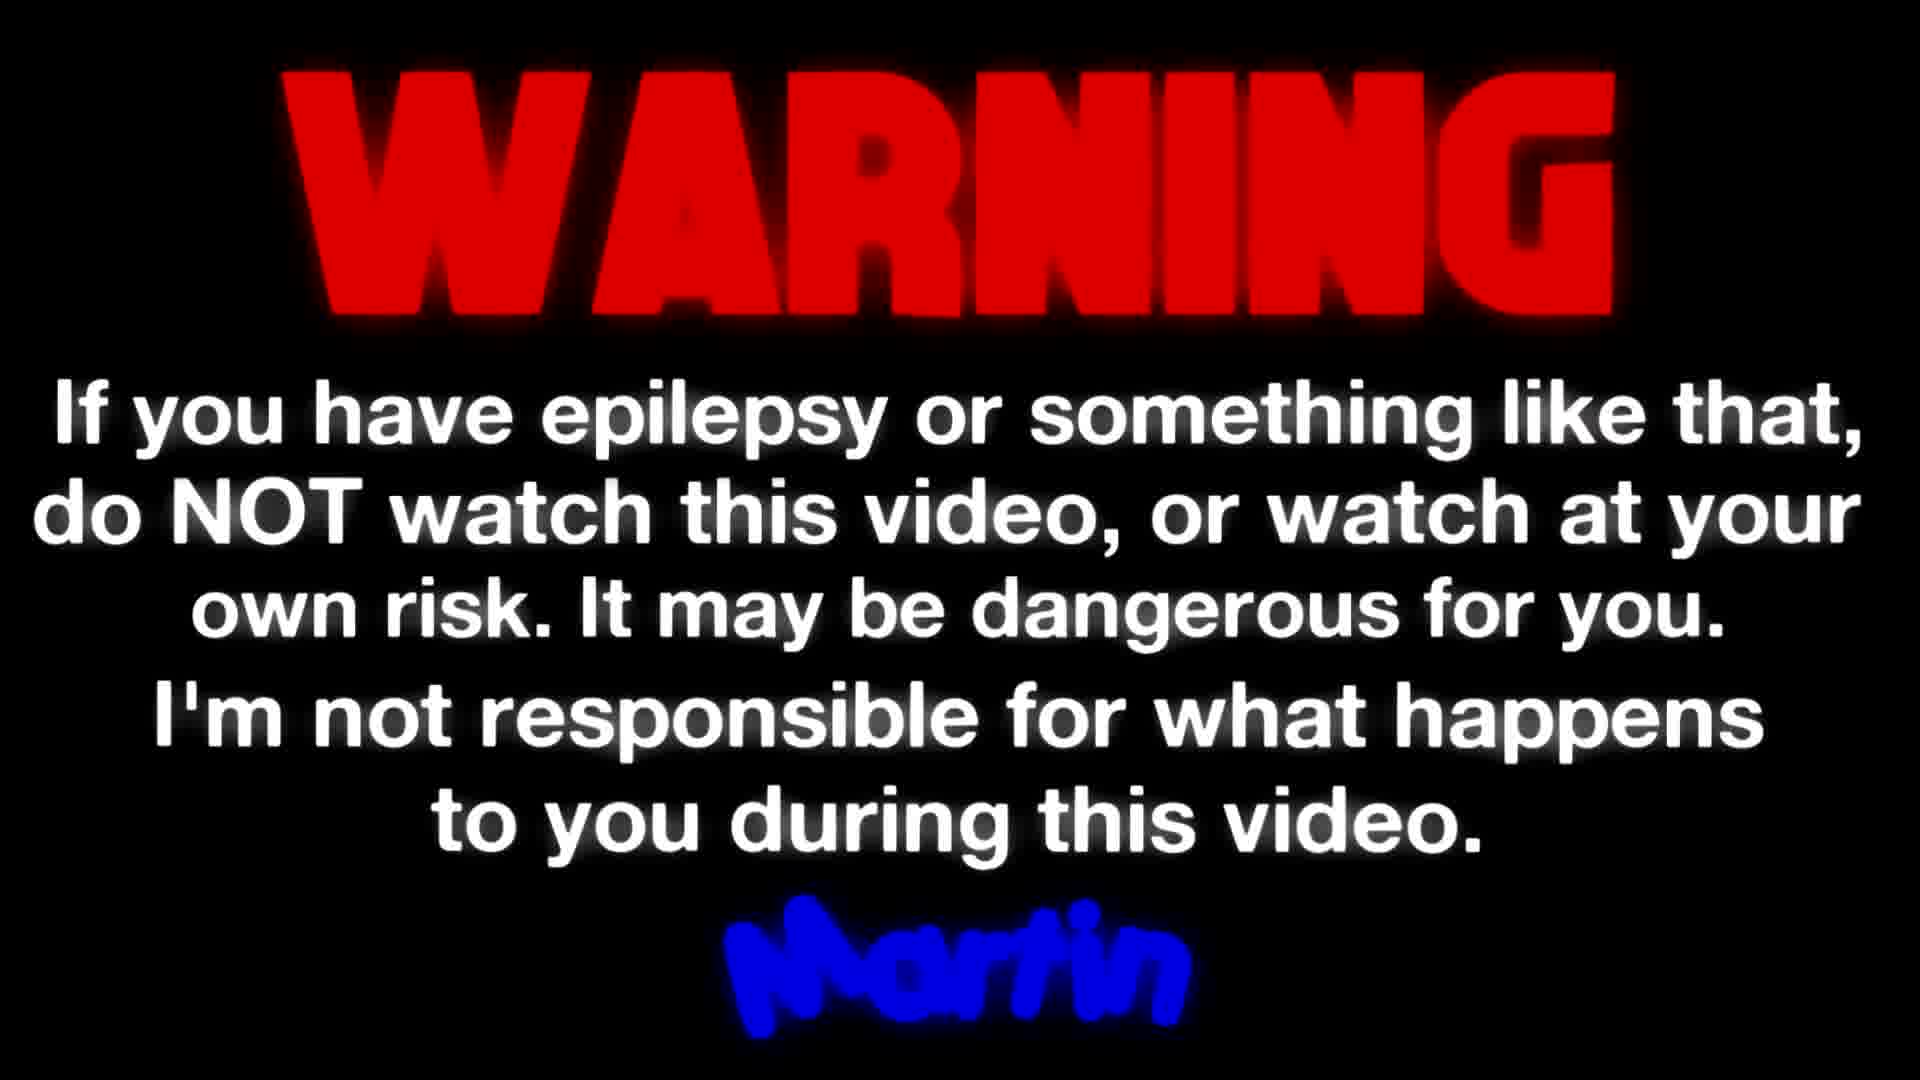 WARNING
If you have epilepsy or something like that,
do NOT watch this video, or watch at your
own risk. It may be dangerous for you.
I'm not responsible for what happens
to you during this video.
Martin